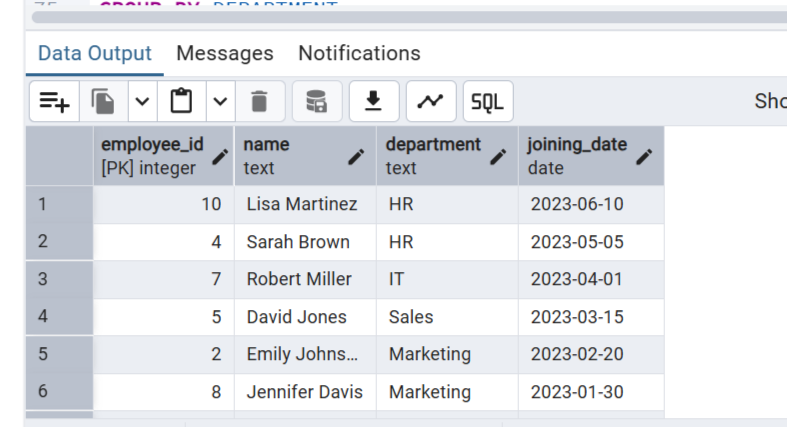 Data Output Messages Notifications
SQL Sho
employee_id name department joining_date
[PK] integer text text date
1 10 Lisa Martinez HR 2023-06-10
2 4 Sarah Brown HR 2023-05-05
3 7 Robert Miller IT 2023-04-01
4 5 David Jones Sales 2023-03-15
5 2 Emily Johns... Marketing 2023-02-20
6 8 Jennifer Davis Marketing 2023-01-30